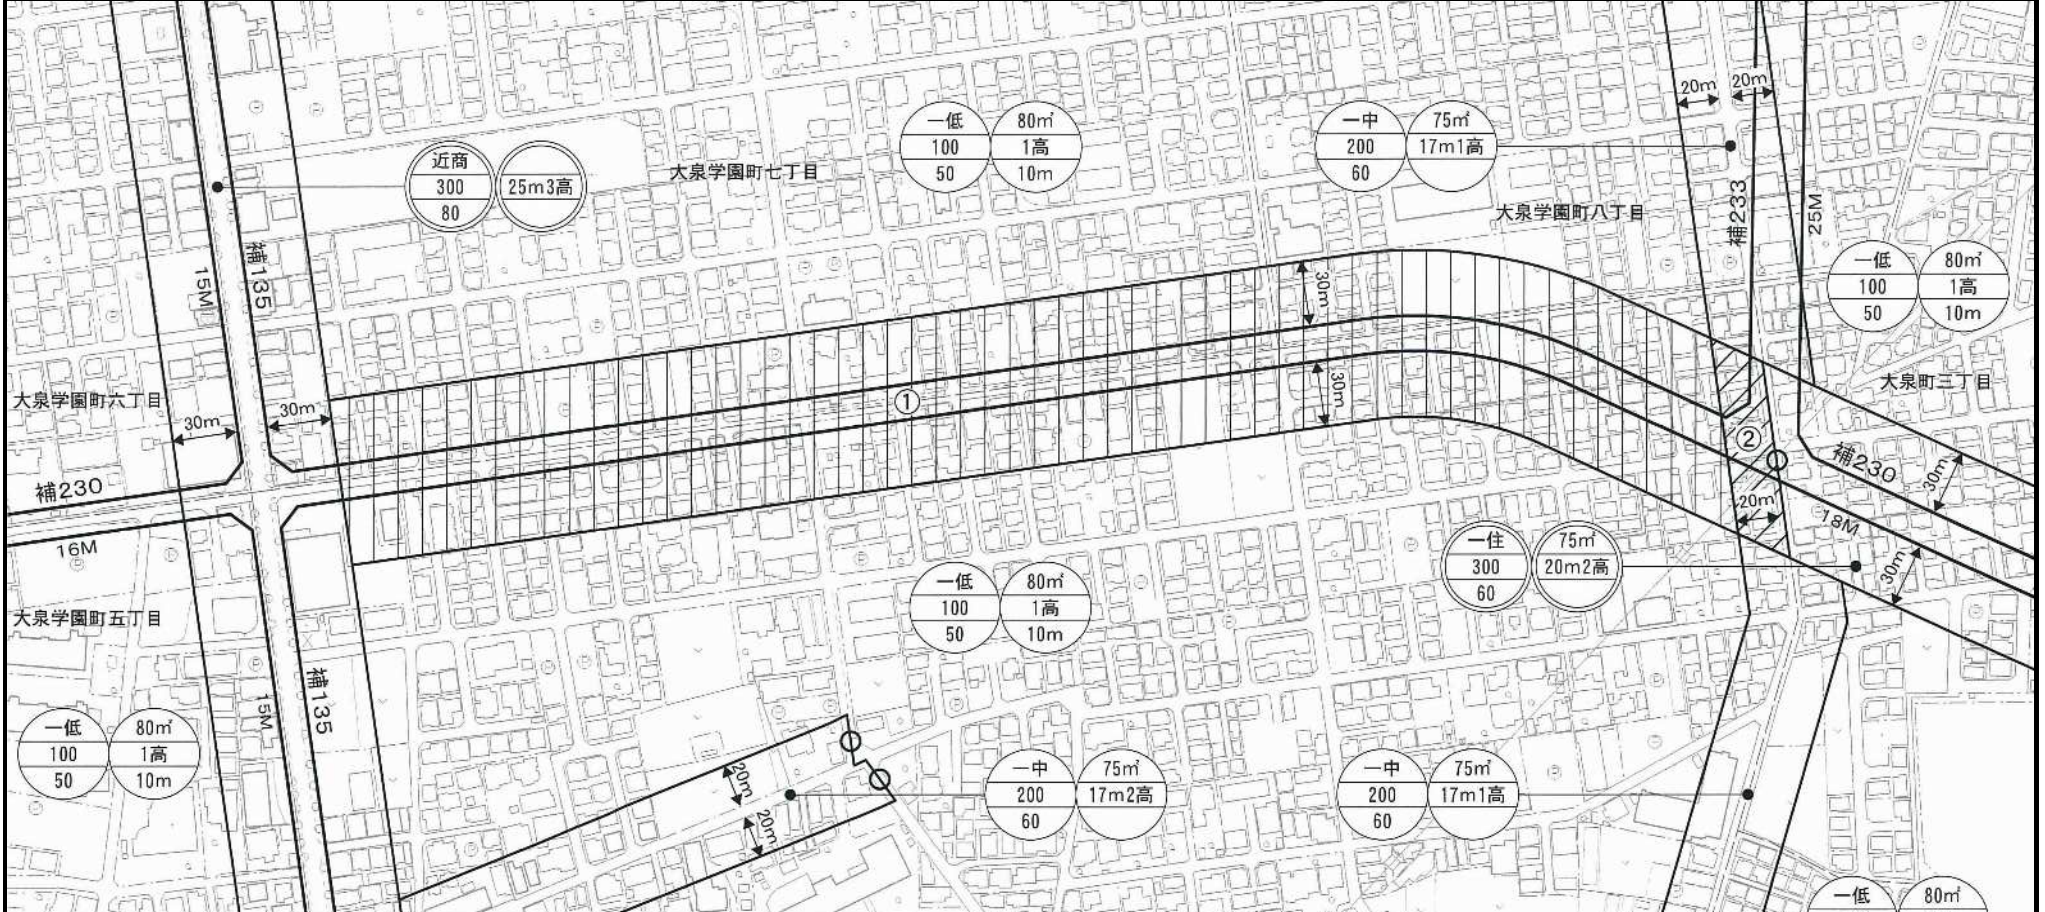 20m
20m
一低
100
50
80㎡
1高
10m
一中
200
60
75㎡
17m1高
近商
300
80
25m3高
大泉学園町七丁目
大泉学園町八丁目
補233
25M
一低
100
50
80㎡
1高
10m
15M
補135
30m
30m
大泉学園町六丁目
30m
30m
①
大泉町三丁目
②
補230
30m
補230
16M
20m
18M
一住
300
60
75㎡
20m2高
30m
一低
100
50
80㎡
1高
10m
大泉学園町五丁目
補135
15M
一低
100
50
80㎡
1高
10m
20m
20m
一中
200
60
75㎡
17m2高
一中
200
60
75㎡
17m1高
一低
80㎡